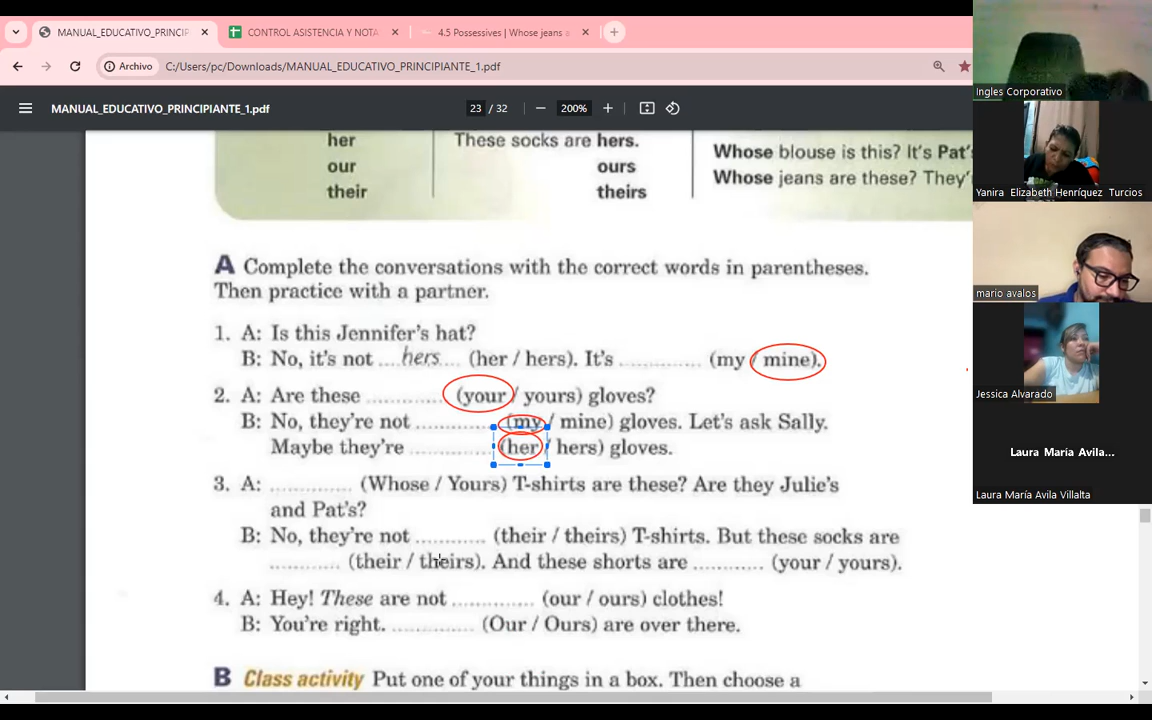 MANUAL_EDUCATIVO_PRINCIP
CONTROL ASISTENCIA Y NOTA
4.5 Possessives | Whose jeans a
Archivo
C:/Users/pc/Downloads/MANUAL_EDUCATIVO_PRINCIPIANTE_1.pdf
MANUAL_EDUCATIVO_PRINCIPIANTE_1.pdf
23 / 32
200%
her
These socks are hers.
our
ours
their
theirs
Whose blouse is this? It's Pat's
Whose jeans are these? They'
A Complete the conversations with the correct words in parentheses.
Then practice with a partner.
1. A: Is this Jennifer's hat?
B: No, it's not ...hers... (her / hers). It's ............ (my / mine).
2. A: Are these ............ (your / yours) gloves?
B: No, they're not ............ (my / mine) gloves. Let's ask Sally.
Maybe they're ............ (her / hers) gloves.
3. A: ............ (Whose / Yours) T-shirts are these? Are they Julie's
and Pat's?
B: No, they're not ............ (their / theirs) T-shirts. But these socks are
............ (their / theirs). And these shorts are ............ (your / yours).
4. A: Hey! These are not ............ (our / ours) clothes!
B: You're right. ............ (Our / Ours) are over there.
B Class activity Put one of your things in a box. Then choose a
Ingles Corporativo
Yanira Elizabeth Henríquez Turcios
mario avalos
Jessica Alvarado
Laura María Avila...
Laura María Avila Villalta